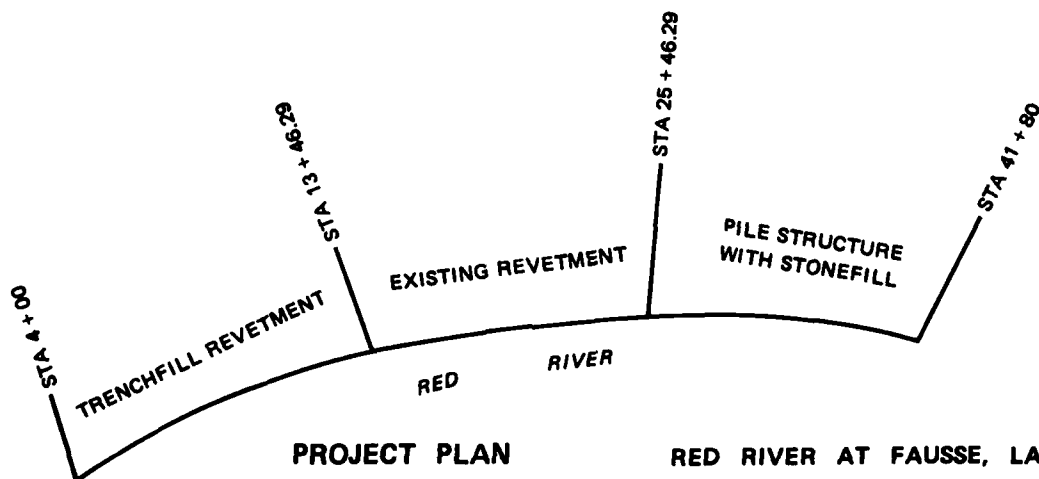 STA 4 + 00
TRENCHFILL REVETMENT
STA 13 + 46.29
EXISTING REVETMENT
STA 25 + 46.29
PILE STRUCTURE
WITH STONEFILL
STA 41 + 80
RED RIVER
PROJECT PLAN
RED RIVER AT FAUSSE, LA